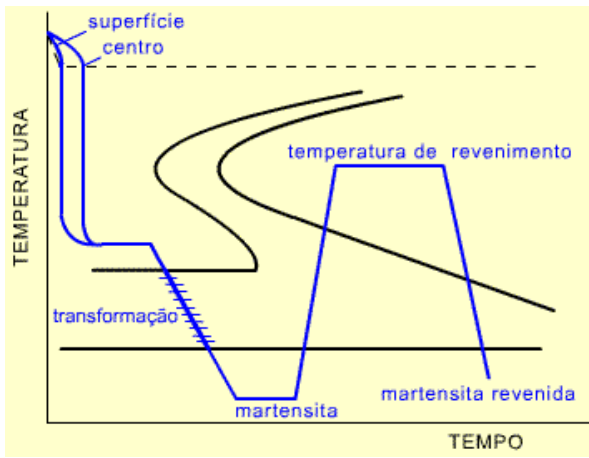 superfície
centro
TEMPERATURA
temperatura de revenimento
transformação
martensita revenida
martensita
TEMPO